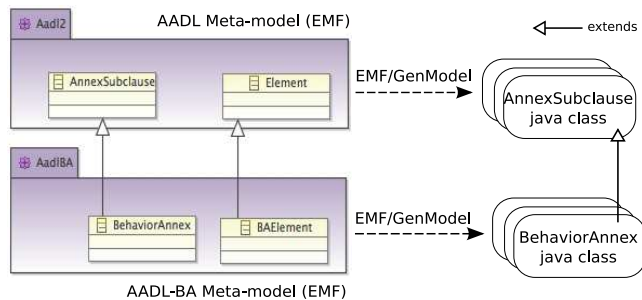 AADL Meta-model (EMF)
Aadl2
extends
AnnexSubclause
Element
EMF/GenModel
AnnexSubclause
java class
AadlBA
BehaviorAnnex
BAElement
EMF/GenModel
BehaviorAnnex
java class
AADL-BA Meta-model (EMF)